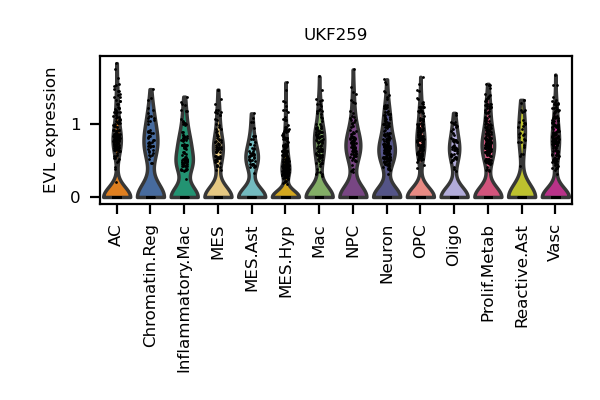 UKF259
EVL expression
1
0
AC
Chromatin.Reg
Inflammatory.Mac
MES
MES.Ast
MES.Hyp
Mac
NPC
Neuron
OPC
Oligo
Prolif.Metab
Reactive.Ast
Vasc